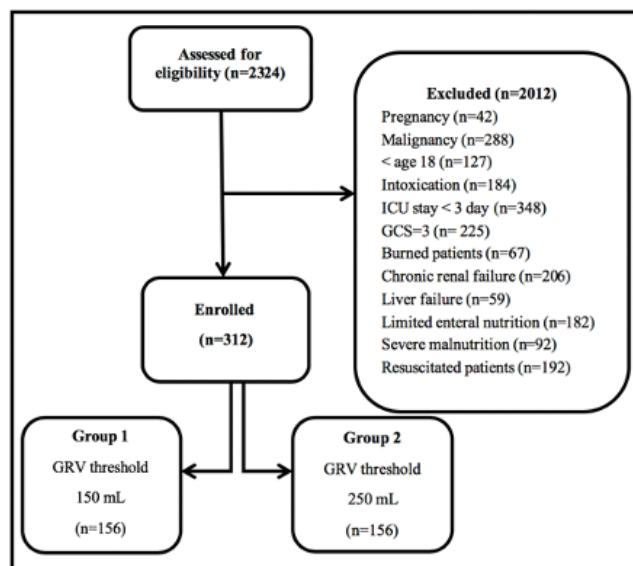 Assessed for
eligibility (n=2324)
Excluded (n=2012)
Pregnancy (n=42)
Malignancy (n=288)
< age 18 (n=127)
Intoxication (n=184)
ICU stay < 3 day (n=348)
GCS=3 (n= 225)
Burned patients (n=67)
Chronic renal failure (n=206)
Liver failure (n=59)
Limited enteral nutrition (n=182)
Severe malnutrition (n=92)
Resuscitated patients (n=192)
Enrolled
(n=312)
Group 1
GRV threshold
150 mL
(n=156)
Group 2
GRV threshold
250 mL
(n=156)